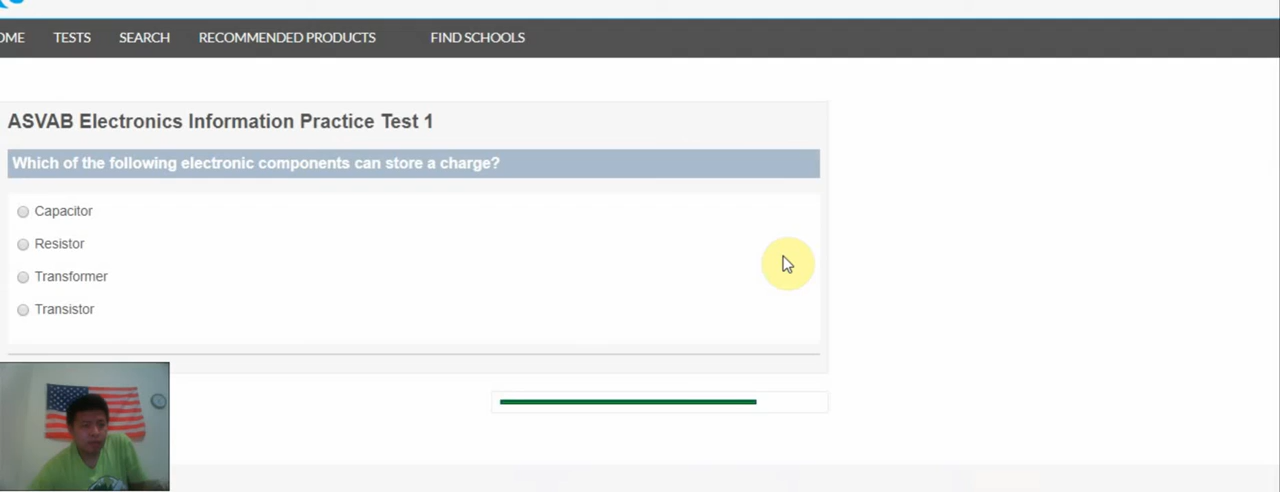 TESTS SEARCH RECOMMENDED PRODUCTS FIND SCHOOLS
ASVAB Electronics Information Practice Test 1
Which of the following electronic components can store a charge?
Capacitor
Resistor
Transformer
Transistor